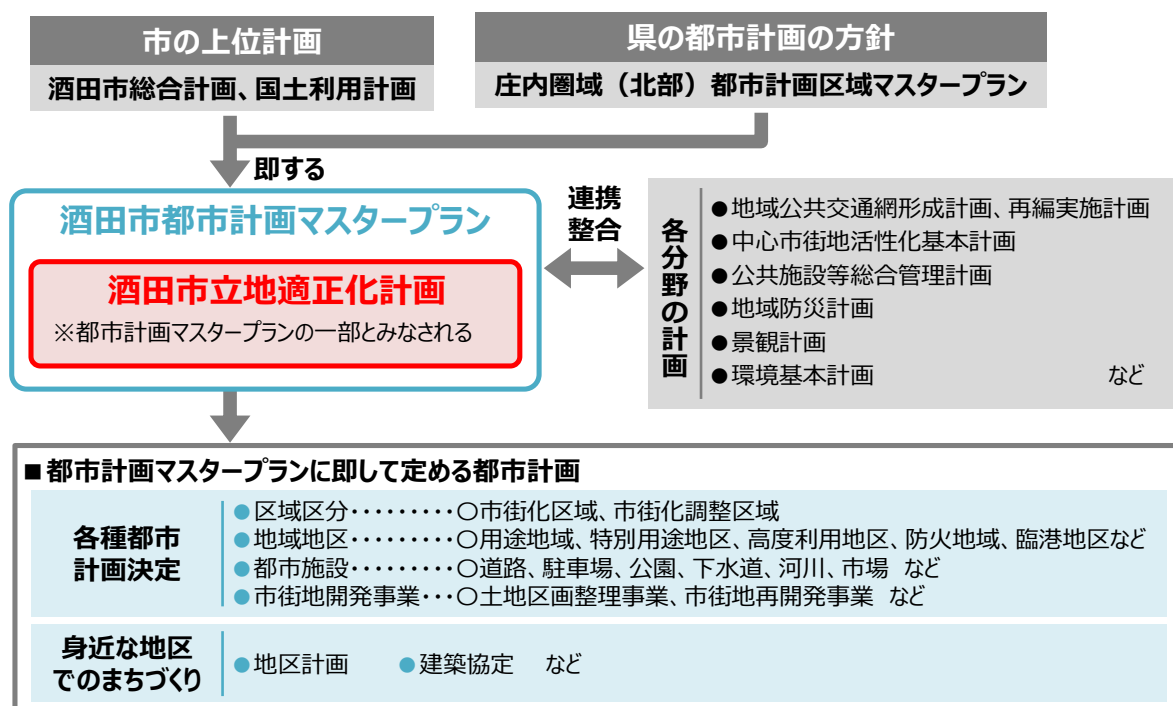 市の上位計画
酒田市総合計画、国土利用計画
県の都市計画の方針
庄内圏域（北部）都市計画区域マスタープラン
即する
酒田市都市計画マスタープラン
酒田市立地適正化計画
※都市計画マスタープランの一部とみなされる
連携
整合
各分野の計画
●地域公共交通網形成計画、再編実施計画
●中心市街地活性化基本計画
●公共施設等総合管理計画
●地域防災計画
●景観計画
●環境基本計画 など
■都市計画マスタープランに即して定める都市計画
各種都市
計画決定
●区域区分・・・・・・・・・〇市街化区域、市街化調整区域
●地域地区・・・・・・・・・〇用途地域、特別用途地区、高度利用地区、防火地域、臨港地区など
●都市施設・・・・・・・・・〇道路、駐車場、公園、下水道、河川、市場 など
●市街地開発事業・・・〇土地区画整理事業、市街地再開発事業 など
身近な地区
でのまちづくり
●地区計画 ●建築協定 など